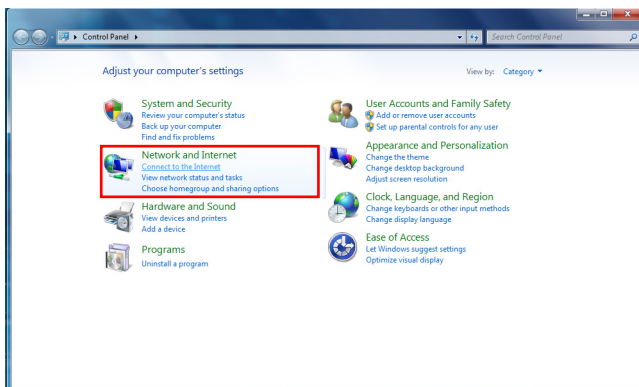 Control Panel
Search Control Panel
Adjust your computer's settings
View by: Category
System and Security
Review your computer's status
Back up your computer
Find and fix problems
Network and Internet
Connect to the Internet
View network status and tasks
Choose homegroup and sharing options
Hardware and Sound
View devices and printers
Add a device
Programs
Uninstall a program
User Accounts and Family Safety
Add or remove user accounts
Set up parental controls for any user
Appearance and Personalization
Change the theme
Change desktop background
Adjust screen resolution
Clock, Language, and Region
Change keyboards or other input methods
Change display language
Ease of Access
Let Windows suggest settings
Optimize visual display